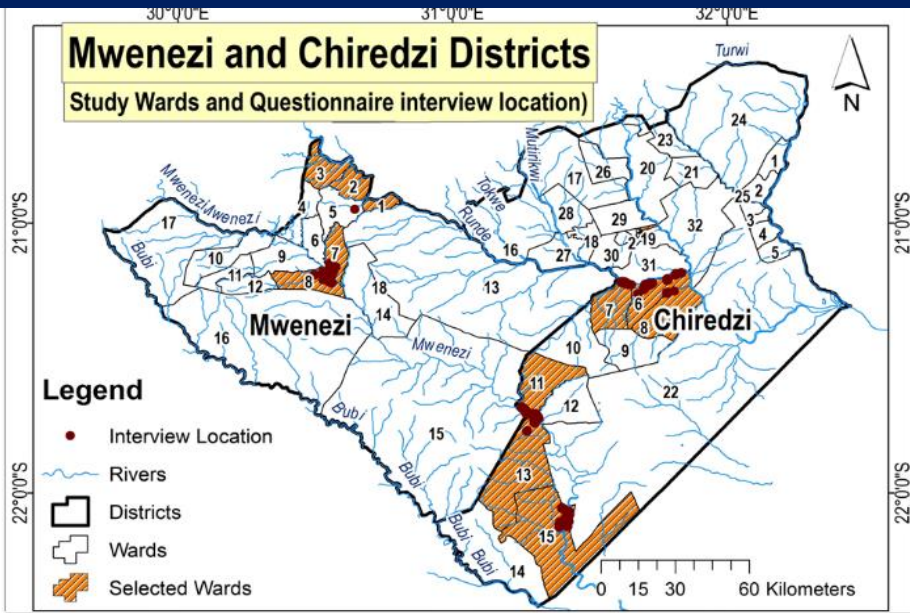 30°0'0"E 31°0'0"E 32°0'0"E
Mwenezi and Chiredzi Districts
Study Wards and Questionnaire interview location)
N
Turwi
24
23
1
20
21
26
17
Mutirikwi
25
2
3
2
3
1
Tokwe
28
29
32
4
5
4
5
Mwenezi
Mwenezi
17
Runde
16
27
18
30
2
19
31
21°0'0"S
21°0'0"S
6
7
9
10
11
12
8
18
13
Bubi
7
6
8
Chiredzi
14
Mwenezi
16
Mwenezi
10
9
22
11
12
Legend
Interview Location
Rivers
Districts
Wards
Selected Wards
Bubi
15
Bubi
13
22°0'0"S
22°0'0"S
Bubi
Bubi
15
14
0 15 30 60 Kilometers